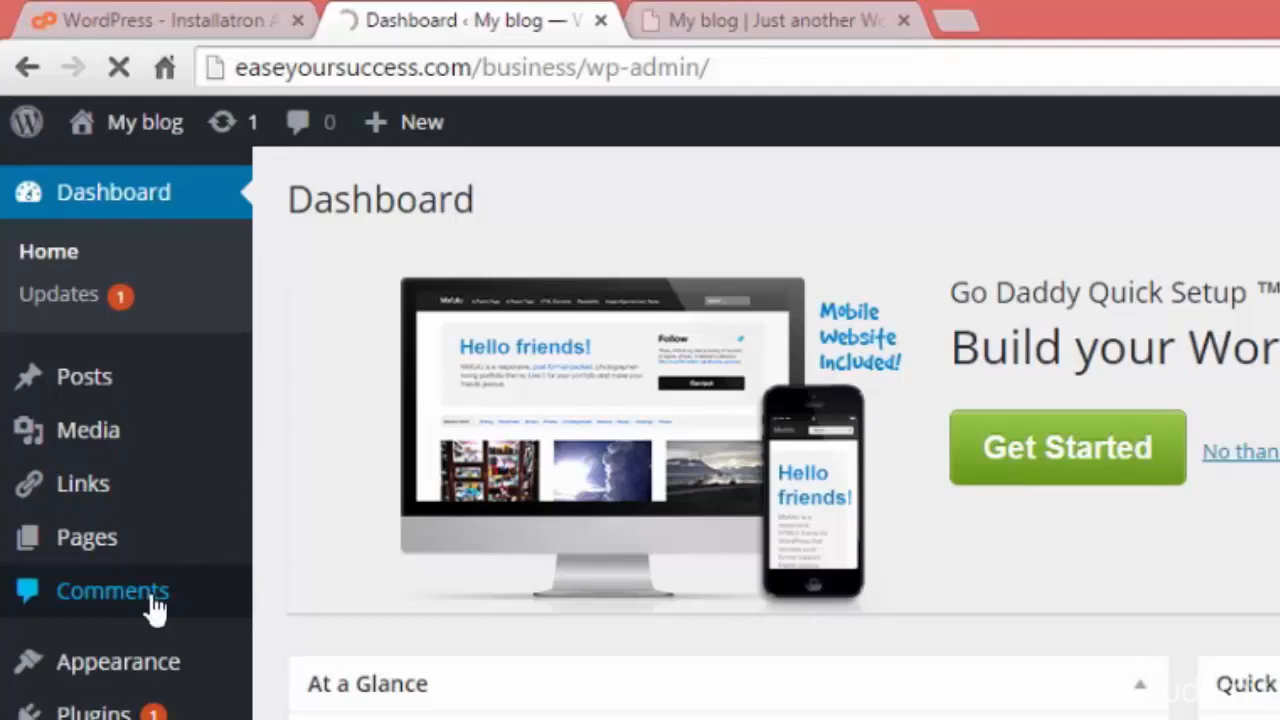 WordPress - Installatron
Dashboard ‹ My blog —
My blog | Just another
easeyoursuccess.com/business/wp-admin/
My blog
1
0
New
Dashboard
Home
Updates 1
Posts
Media
Links
Pages
Comments
Appearance
Plugins 1
Dashboard
Hello friends!
Follow
Contact
Hello
friends!
Mobile
Website
Included!
Go Daddy Quick Setup ™
Build your Wor
Get Started
No than
At a Glance
Quick